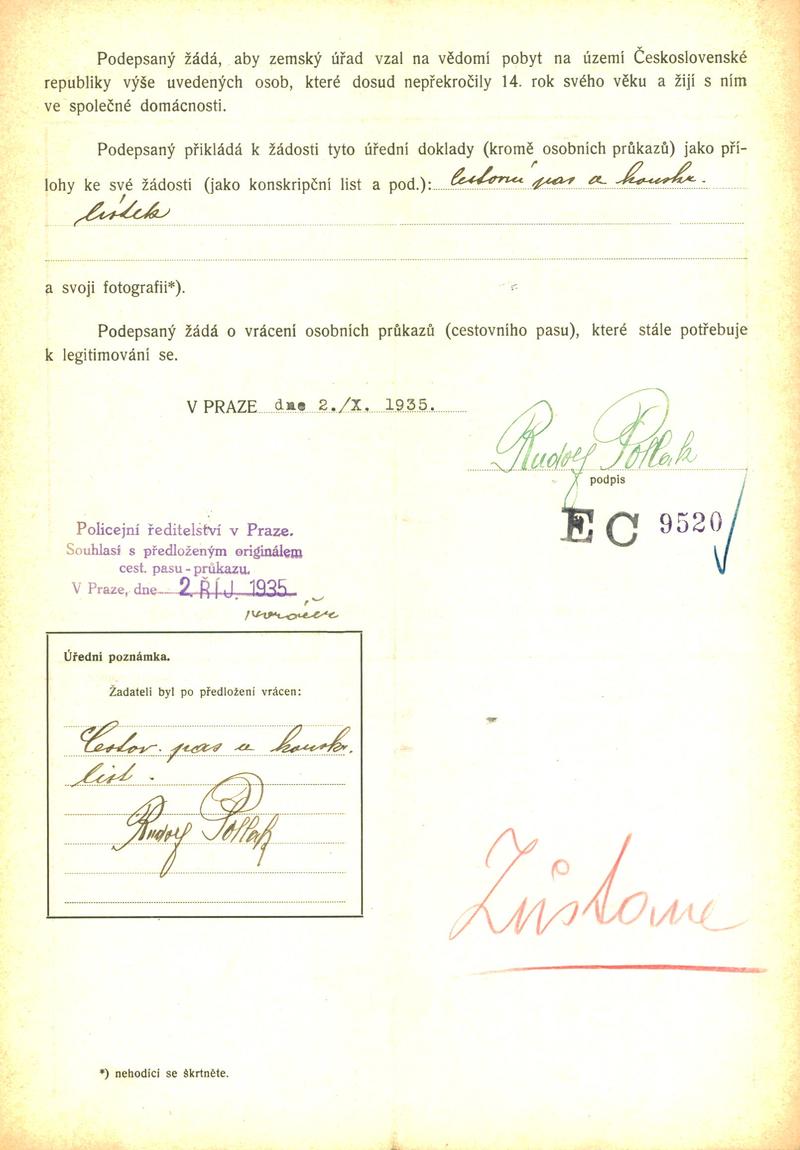 Podepsaný žádá, aby zemský úřad vzal na vědomí pobyt na území Československé
republiky výše uvedených osob, které dosud nepřekročily 14. rok svého věku a žijí s ním
ve společné domácnosti.
Podepsaný přikládá k žádosti tyto úřední doklady (kromě osobních průkazů) jako pří-
lohy ke své žádosti (jako konskripční list a pod.): cestovní pas a konskr.
lístek
a svoji fotografii*).
Podepsaný žádá o vrácení osobních průkazů (cestovního pasu), které stále potřebuje
k legitimování se.
V PRAZE dne 2./X. 1935.
Rudolf Pollak
podpis
EC 9520
Policejní ředitelství v Praze.
Souhlasí s předloženým originálem
cest. pasu-průkazu.
V Praze, dne 2. ŘÍJ. 1935
Úřední poznámka.
Žadateli byl po předložení vrácen:
Cestov. pas a konskr.
list.
Rudolf Pollak
Zůstane
*) nehodící se škrtněte.